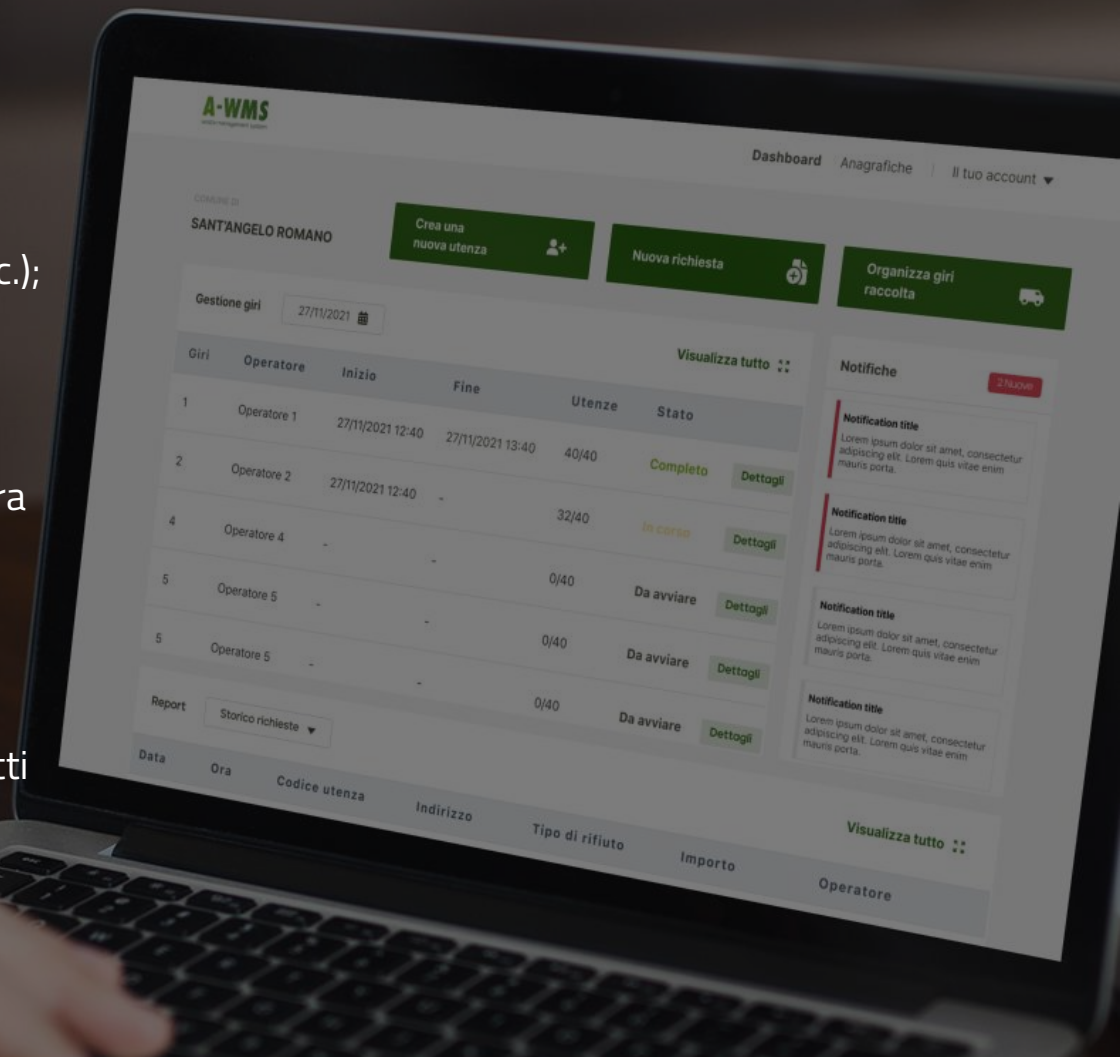 c.);
ra
tti
A-WMS
waste management system
Dashboard Anagrafiche Il tuo account
COMUNE DI
SANT'ANGELO ROMANO
Crea una
nuova utenza
Nuova richiesta
Organizza giri
raccolta
Gestione giri 27/11/2021
Visualizza tutto
Giri Operatore Inizio Fine Utenze Stato
1 Operatore 1 27/11/2021 12:40 27/11/2021 13:40 40/40 Completo Dettagli
2 Operatore 2 27/11/2021 12:40 - 32/40 In corso Dettagli
4 Operatore 4 - - 0/40 Da avviare Dettagli
5 Operatore 5 - - 0/40 Da avviare Dettagli
5 Operatore 5 - - 0/40 Da avviare Dettagli
Notifiche 2 Nuove
Notification title
Lorem ipsum dolor sit amet, consectetur
adipiscing elit. Lorem quis vitae enim
mauris porta.
Notification title
Lorem ipsum dolor sit amet, consectetur
adipiscing elit. Lorem quis vitae enim
mauris porta.
Notification title
Lorem ipsum dolor sit amet, consectetur
adipiscing elit. Lorem quis vitae enim
mauris porta.
Notification title
Lorem ipsum dolor sit amet, consectetur
adipiscing elit. Lorem quis vitae enim
mauris porta.
Report Storico richieste
Visualizza tutto
Data Ora Codice utenza Indirizzo Tipo di rifiuto Importo Operatore